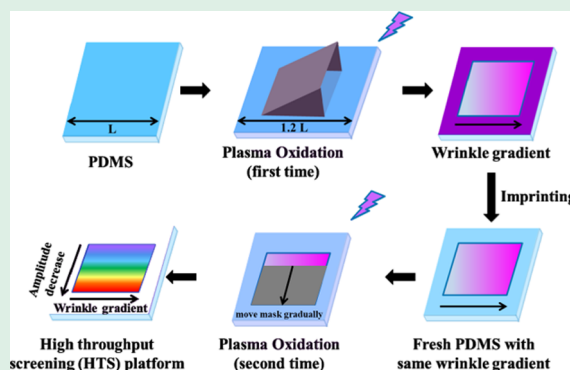 L
PDMS
1.2 L
Plasma Oxidation
(first time)
Wrinkle gradient
Imprinting
Amplitude
decrease
Wrinkle gradient
High throughput
screening (HTS) platform
move mask gradually
Plasma Oxidation
(second time)
Fresh PDMS with
same wrinkle gradient